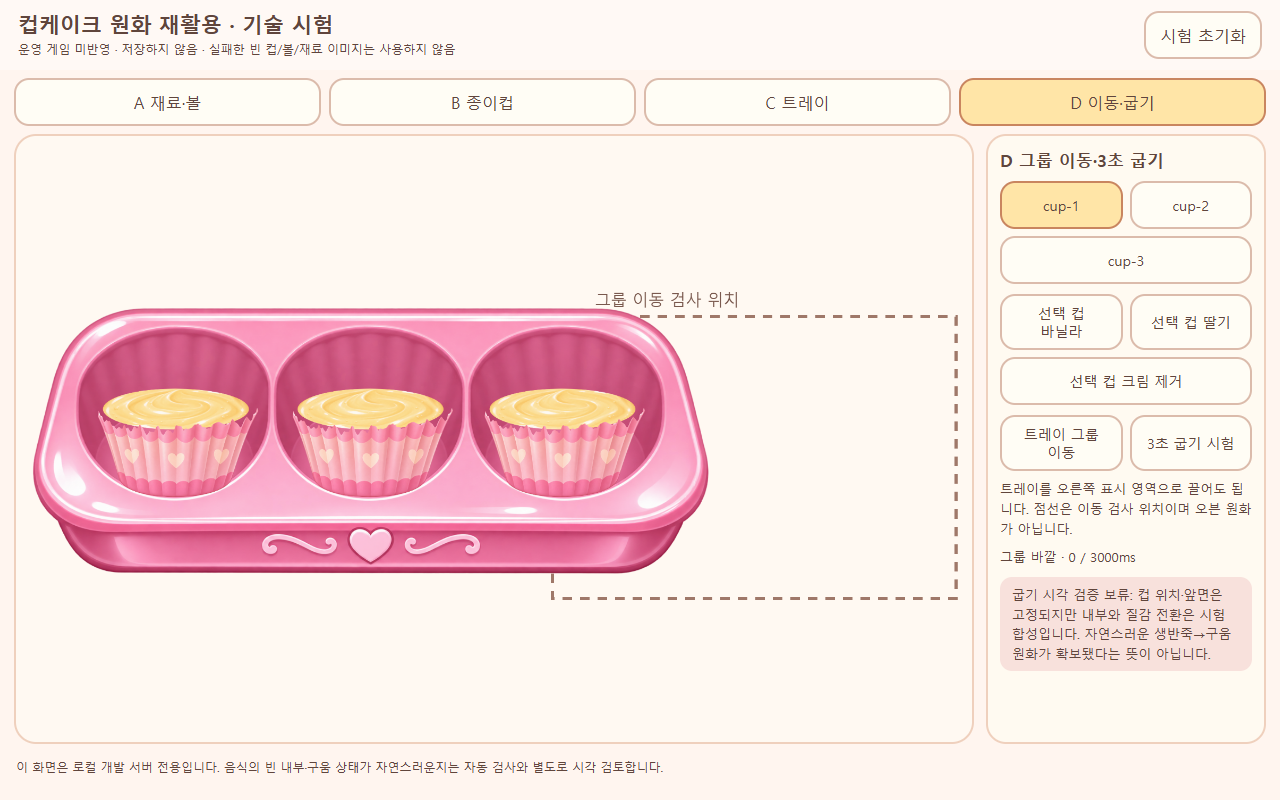 컵케이크 원화 재활용 · 기술 시험
운영 게임 미반영 · 저장하지 않음 · 실패한 빈 컵/볼/재료 이미지는 사용하지 않음
시험 초기화
A 재료·볼
B 종이컵
C 트레이
D 이동·굽기
그룹 이동 검사 위치
D 그룹 이동·3초 굽기
cup-1
cup-2
cup-3
선택 컵
바닐라
선택 컵 딸기
선택 컵 크림 제거
트레이 그룹
이동
3초 굽기 시험
트레이를 오른쪽 표시 영역으로 끌어도 됩
니다. 점선은 이동 검사 위치이며 오븐 원화
가 아닙니다.
그룹 바깥 · 0 / 3000ms
굽기 시각 검증 보류: 컵 위치·앞면은
고정되지만 내부와 질감 전환은 시험
합성입니다. 자연스러운 생반죽→구움
원화가 확보됐다는 뜻이 아닙니다.
이 화면은 로컬 개발 서버 전용입니다. 음식의 빈 내부·구움 상태가 자연스러운지는 자동 검사와 별도로 시각 검토합니다.